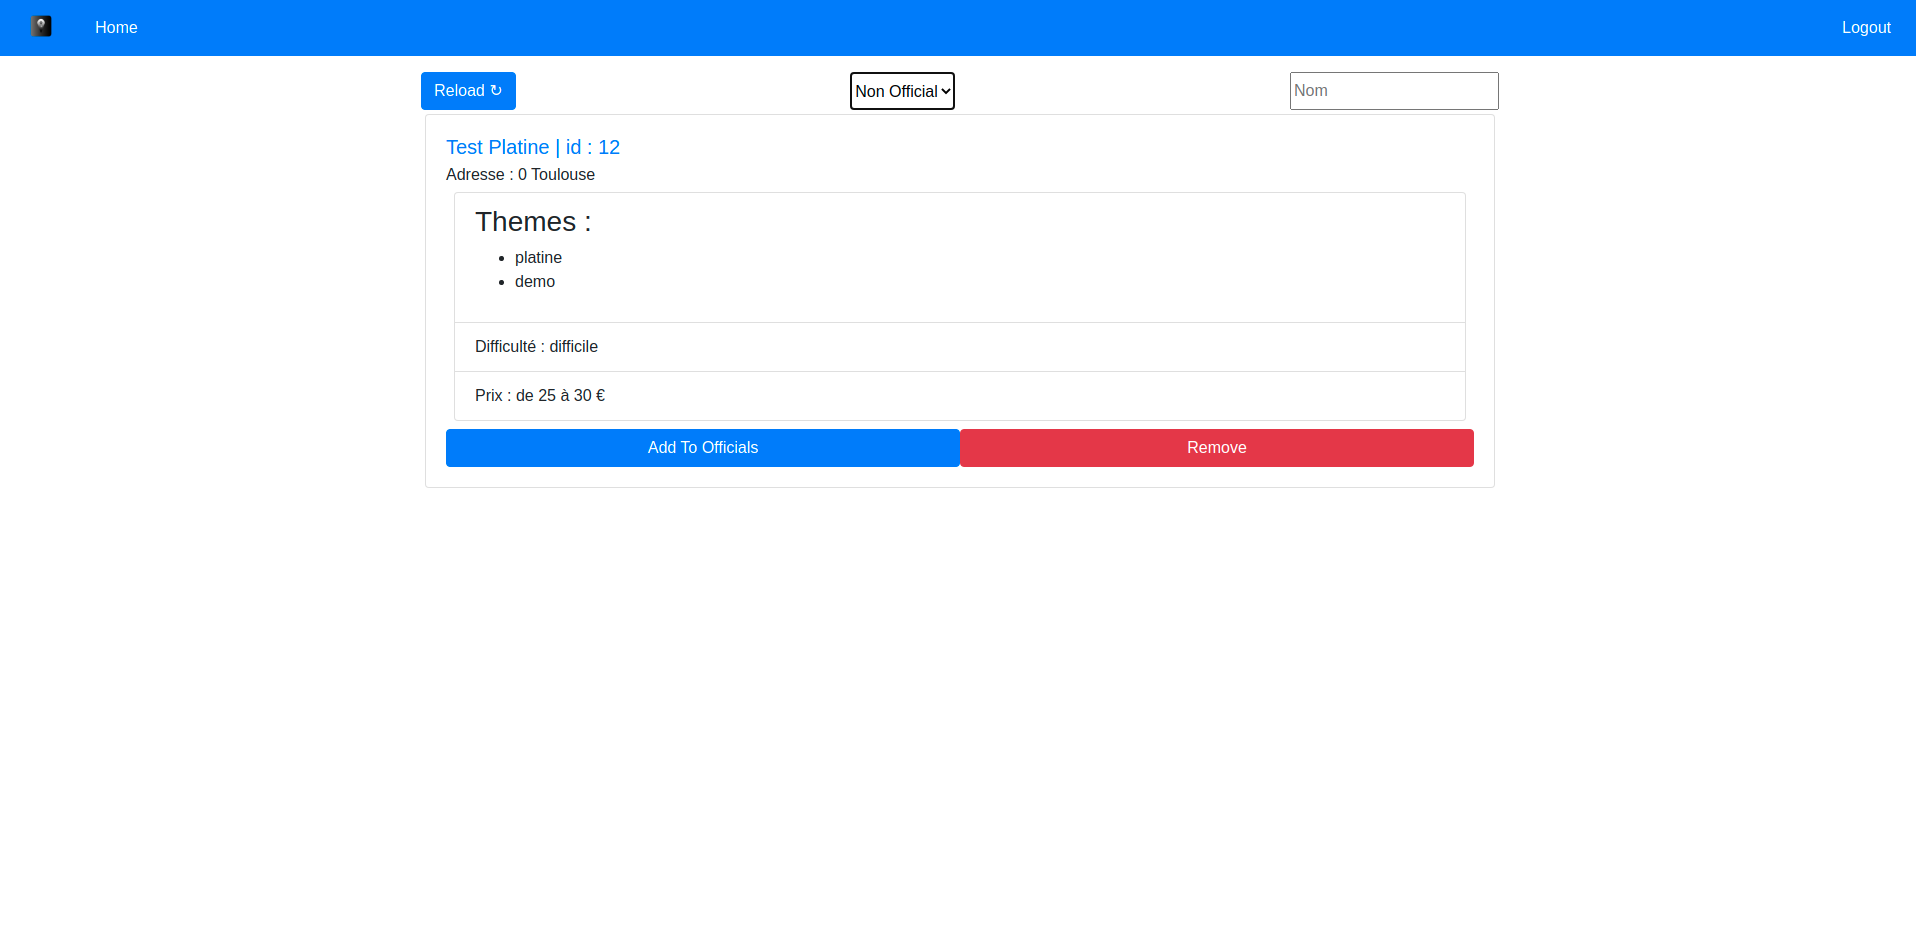 Home
Logout
Reload ↻
Non Official
Nom
Test Platine | id : 12
Adresse : 0 Toulouse
Themes :
platine
demo
Difficulté : difficile
Prix : de 25 à 30 €
Add To Officials
Remove